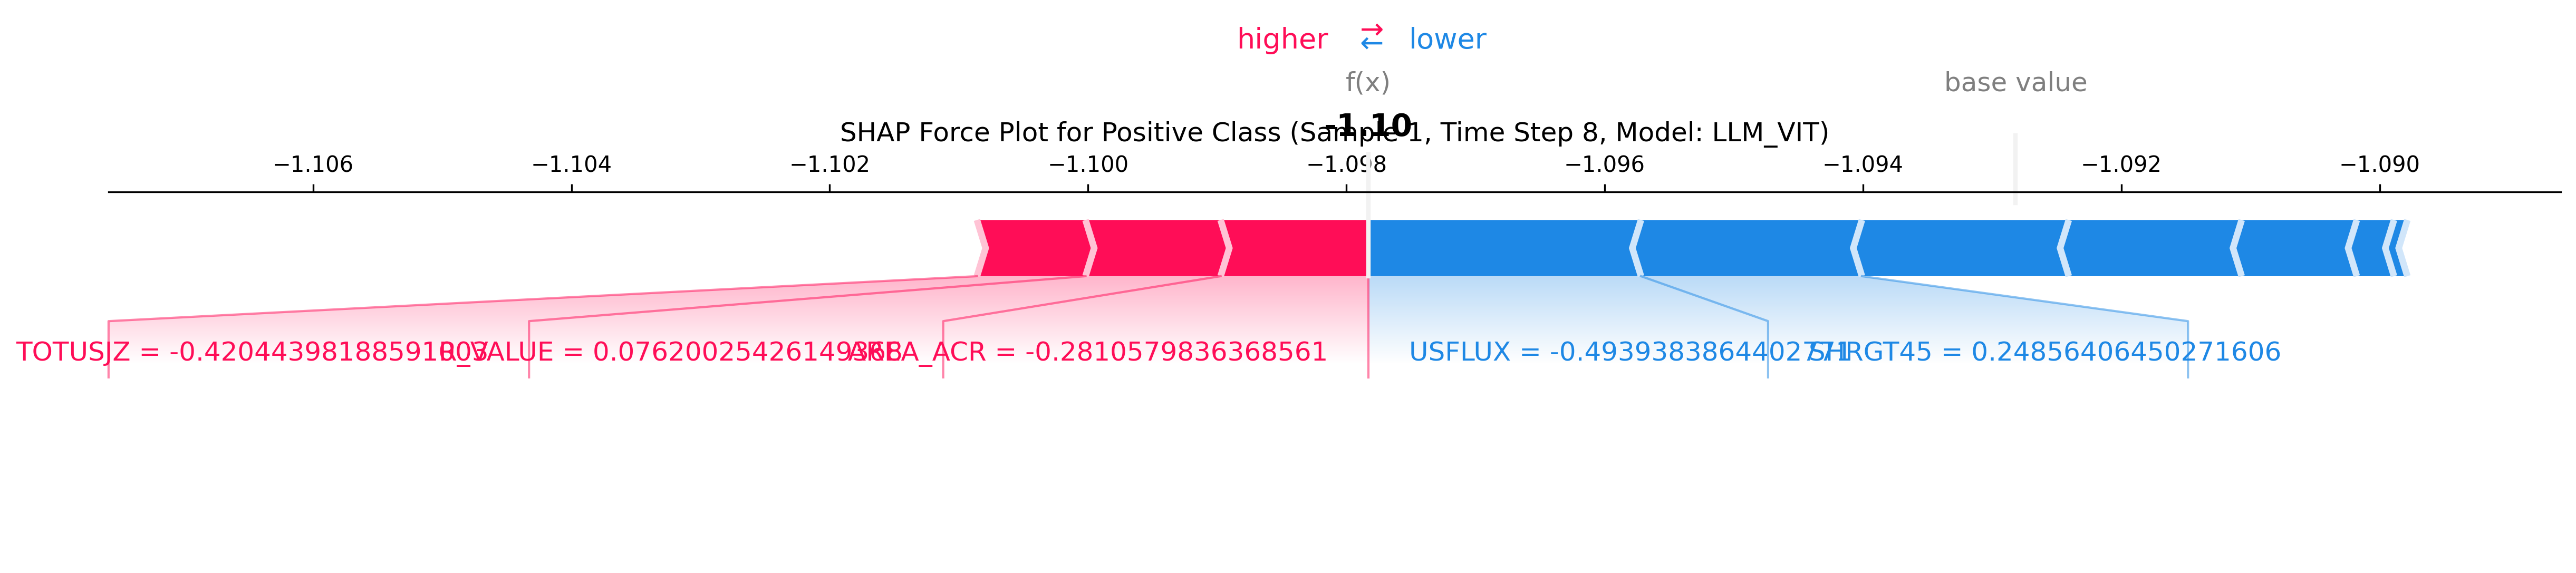 higher ⇄ lower
f(x) base value
-1.10
SHAP Force Plot for Positive Class (Sample 1, Time Step 8, Model: LLM_VIT)
−1.106 −1.104 −1.102 −1.100 −1.098 −1.096 −1.094 −1.092 −1.090
TOTUSJZ = -0.42044398188591003 R_VALUE = 0.07620025426149368 AREA_ACR = -0.2810579836368561 USFLUX = -0.4939383864402771 SHRGT45 = 0.24856406450271606